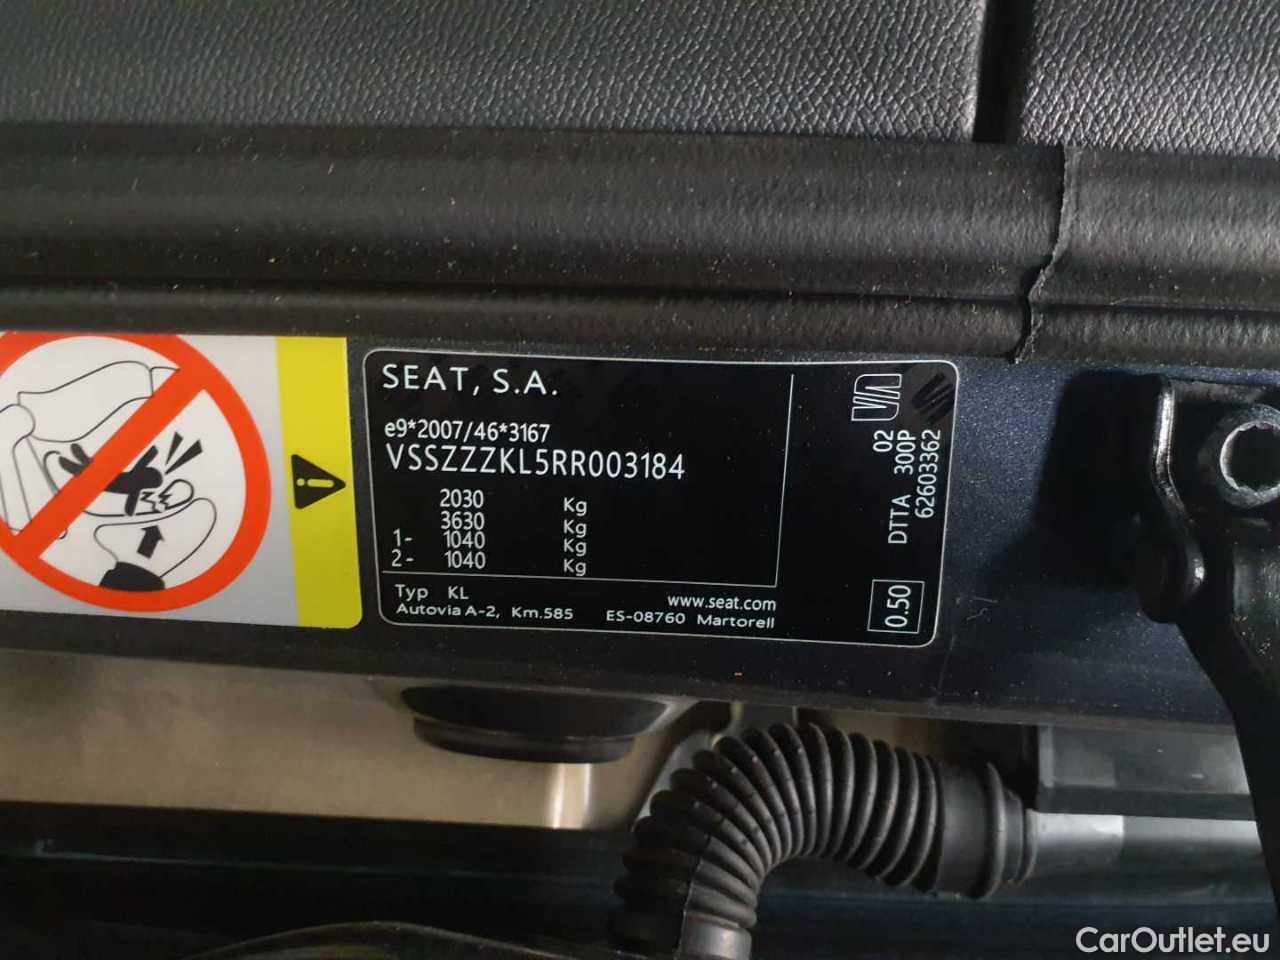 SEAT, S.A.
e9*2007/46*3167
VSSZZZKL5RR003184
2030 Kg
3630 Kg
1- 1040 Kg
2- 1040 Kg
Typ KL www.seat.com
Autovia A-2, Km.585 ES-08760 Martorell
02
DTTA 300P
62603362
0.50
CarOutlet.eu